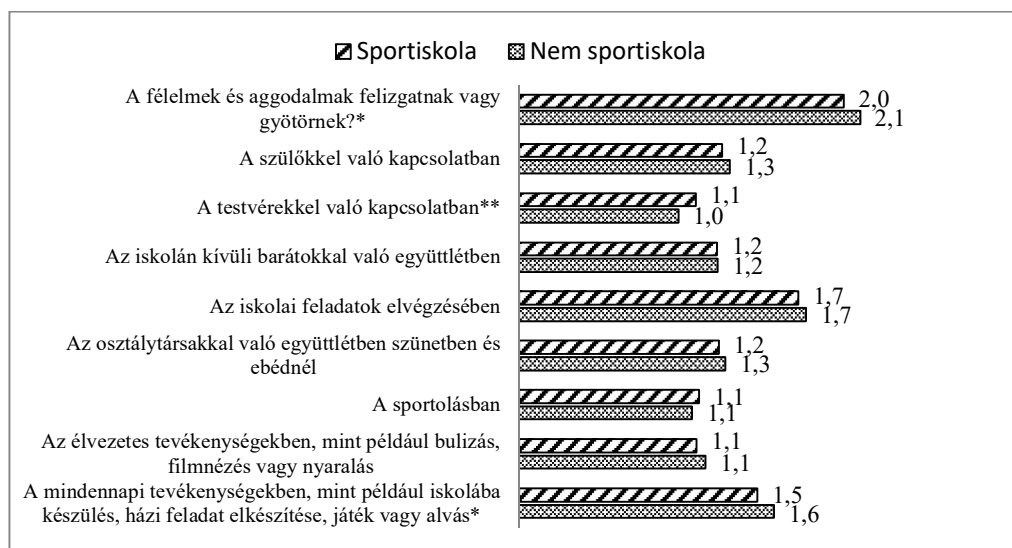 Sportiskola Nem sportiskola
A félelmek és aggodalmak felizgatnak vagy
gyötörnek?*
2,0
2,1
A szülőkkel való kapcsolatban
1,2
1,3
A testvérekkel való kapcsolatban**
1,1
1,0
Az iskolán kívüli barátokkal való együttlétben
1,2
1,2
Az iskolai feladatok elvégzésében
1,7
1,7
Az osztálytársakkal való együttlétben szünetben és
ebédnél
1,2
1,3
A sportolásban
1,1
1,1
Az élvezetes tevékenységekben, mint például bulizás,
filmnézés vagy nyaralás
1,1
1,1
A mindennapi tevékenységekben, mint például iskolába
készülés, házi feladat elkészítése, játék vagy alvás*
1,5
1,6